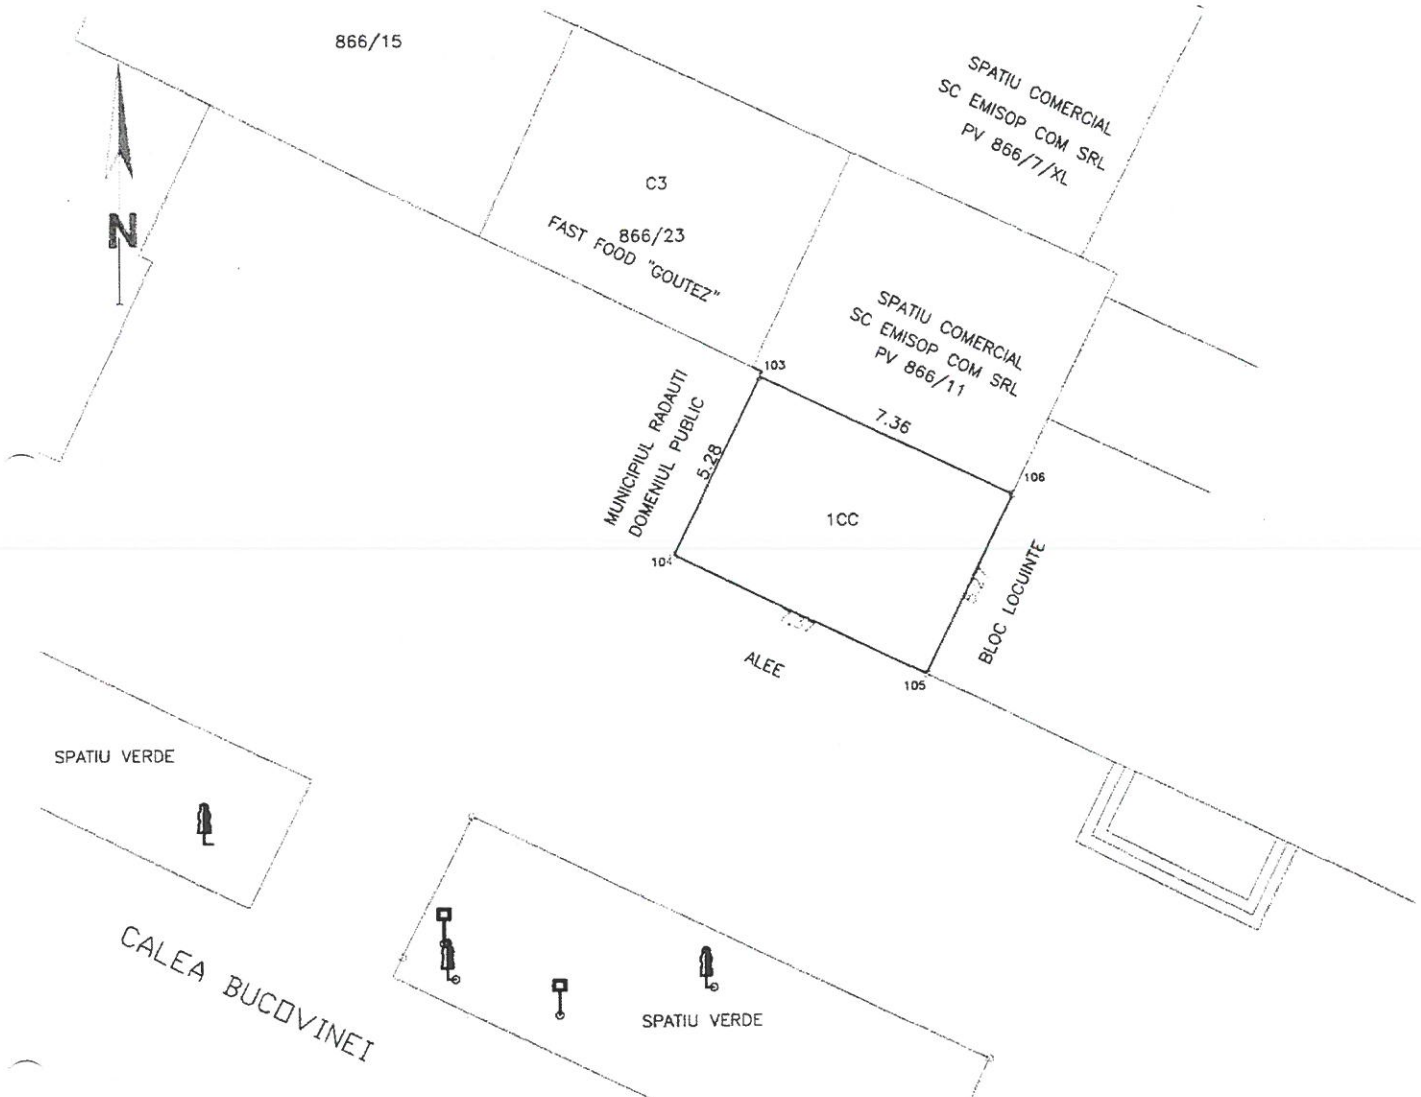 866/15
SPATIU COMERCIAL
SC EMISOP COM SRL
PV 866/7/XL
C3
866/23
FAST FOOD "GOUTEZ"
N
SPATIU COMERCIAL
SC EMISOP COM SRL
PV 866/11
103
7.36
MUNICIPIUL RADAUTI
DOMENIUL PUBLIC
5.28
106
1CC
104
BLOC LOCUINTE
ALEE
105
SPATIU VERDE
CALEA BUCOVINEI
SPATIU VERDE